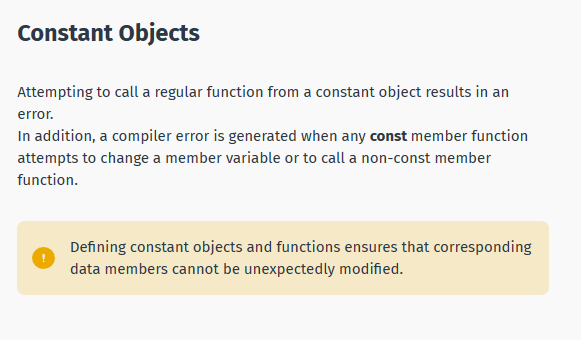 Constant Objects
Attempting to call a regular function from a constant object results in an
error.
In addition, a compiler error is generated when any const member function
attempts to change a member variable or to call a non-const member
function.
Defining constant objects and functions ensures that corresponding
data members cannot be unexpectedly modified.